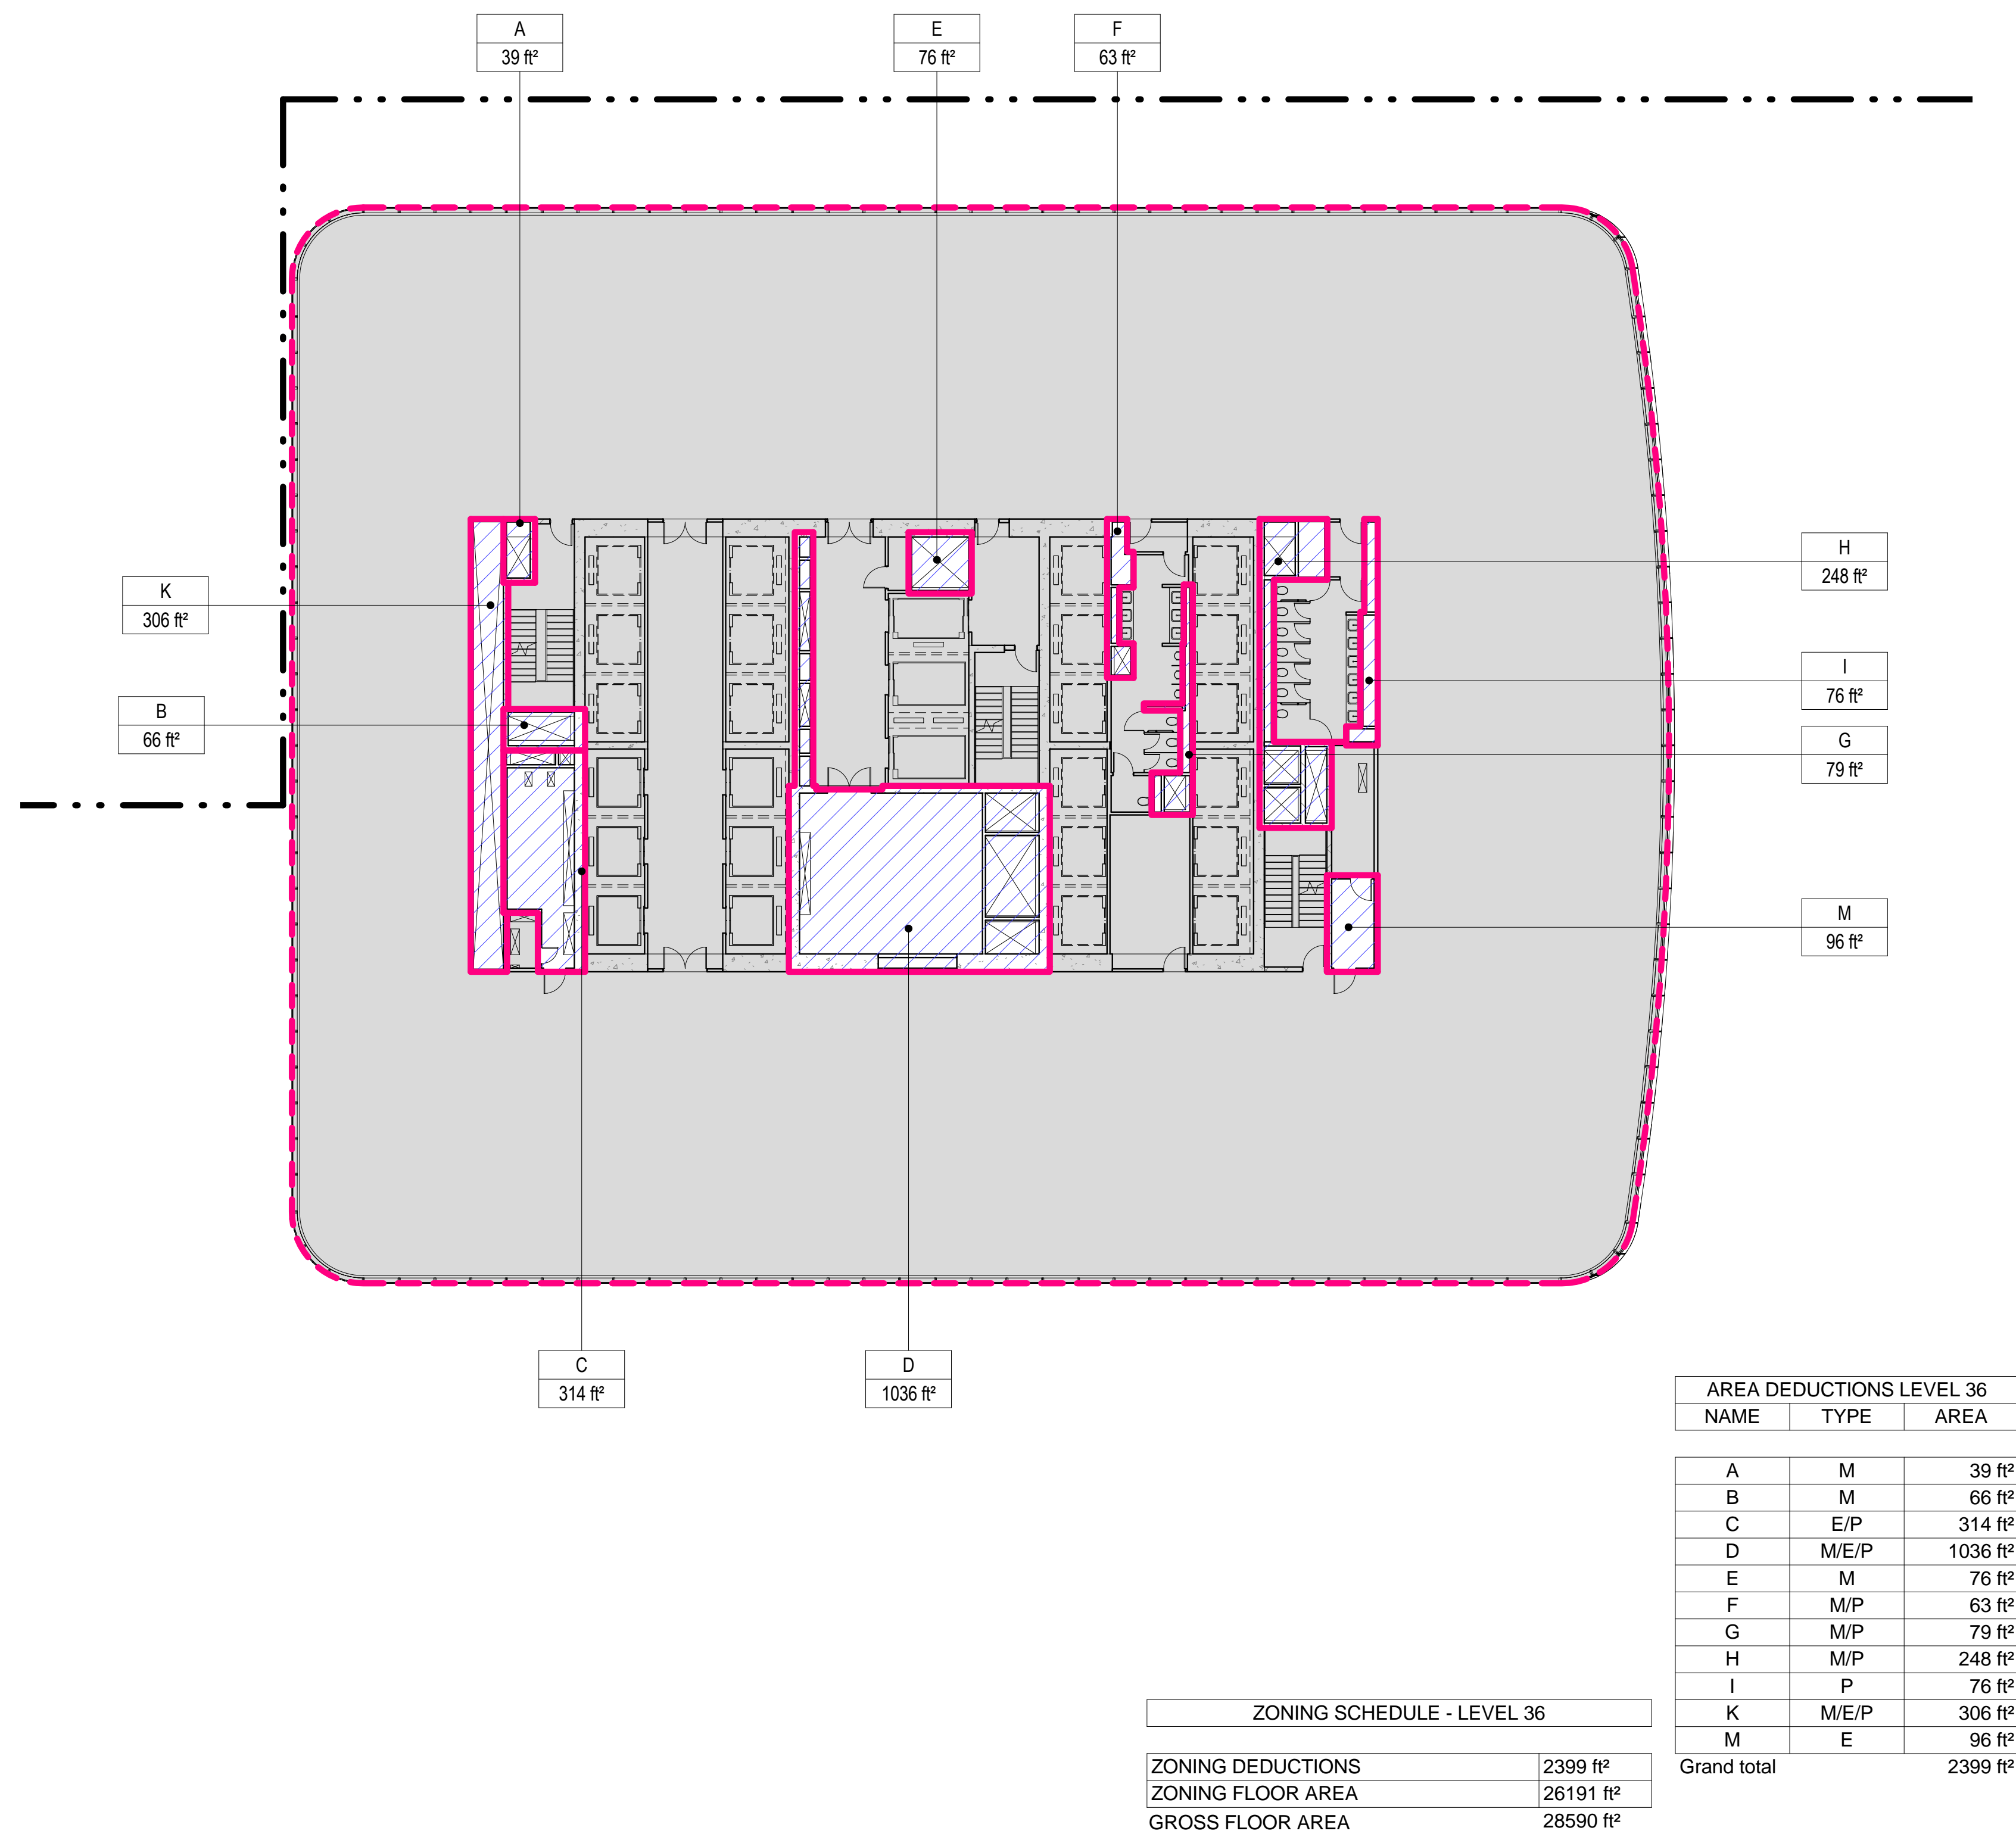 A
39 ft²
E
76 ft²
F
63 ft²
K
306 ft²
B
66 ft²
H
248 ft²
I
76 ft²
G
79 ft²
M
96 ft²
C
314 ft²
D
1036 ft²
AREA DEDUCTIONS LEVEL 36
NAME TYPE AREA
A M 39 ft²
B M 66 ft²
C E/P 314 ft²
D M/E/P 1036 ft²
E M 76 ft²
F M/P 63 ft²
G M/P 79 ft²
H M/P 248 ft²
I P 76 ft²
K M/E/P 306 ft²
M E 96 ft²
Grand total 2399 ft²
ZONING SCHEDULE - LEVEL 36
ZONING DEDUCTIONS 2399 ft²
ZONING FLOOR AREA 26191 ft²
GROSS FLOOR AREA 28590 ft²